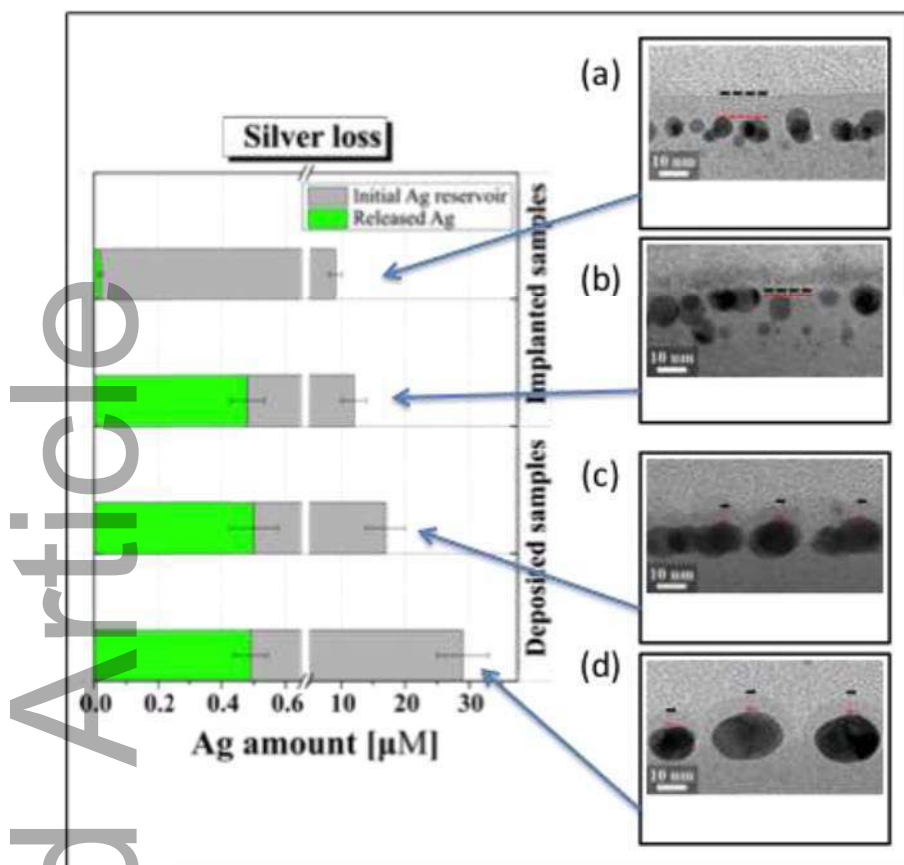 Silver loss
Initial Ag reservoir
Released Ag
Implanted samples
Deposited samples
0.0 0.2 0.4 0.6 10 20 30
Ag amount [µM]
(a)
10 nm
(b)
10 nm
(c)
10 nm
(d)
10 nm
d Article